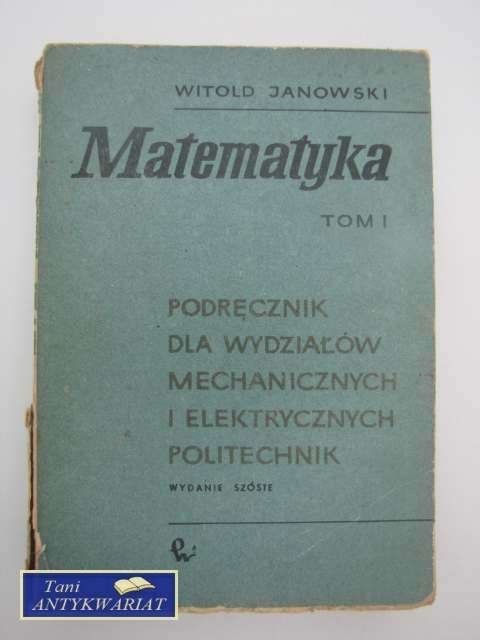 WITOLD JANOWSKI
Matematyka
TOM I
PODRĘCZNIK
DLA WYDZIAŁÓW
MECHANICZNYCH
I ELEKTRYCZNYCH
POLITECHNIK
WYDANIE SZÓSTE
Tani
ANTYKWARIAT